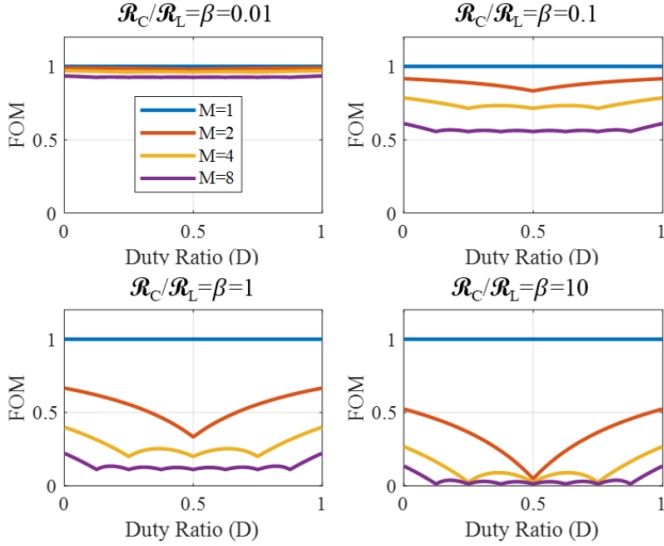 𝓡C/𝓡L=β=0.01
1
0.5
0
FOM
M=1
M=2
M=4
M=8
0 0.5 1
Duty Ratio (D)
𝓡C/𝓡L=β=0.1
1
0.5
0
FOM
0 0.5 1
Duty Ratio (D)
𝓡C/𝓡L=β=1
1
0.5
0
FOM
0 0.5 1
Duty Ratio (D)
𝓡C/𝓡L=β=10
1
0.5
0
FOM
0 0.5 1
Duty Ratio (D)